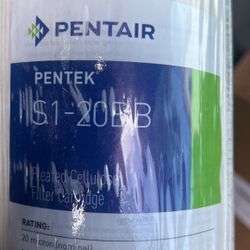 PENTAIR
PENTEK®
S1-20BB
Pleated Cellulose
Filter Cartridge
RATING:
20 micron (nominal)